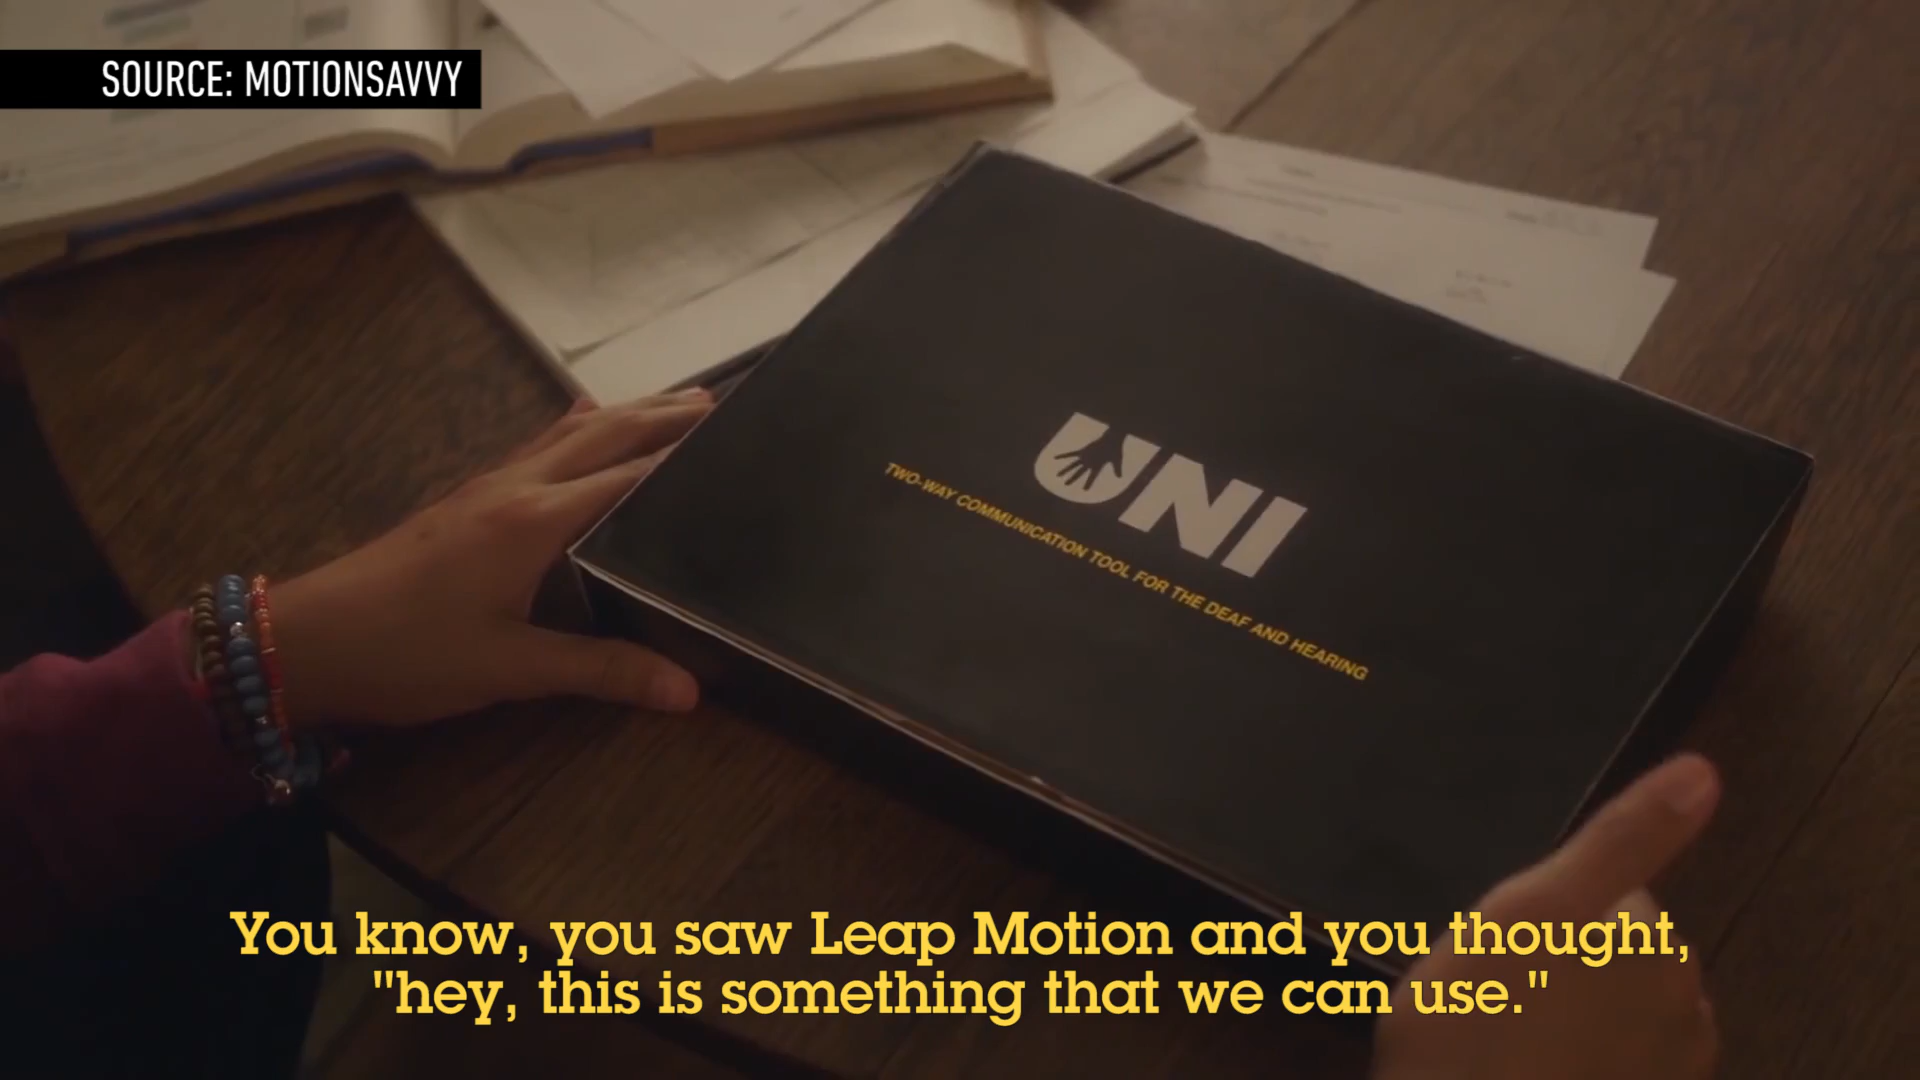 SOURCE: MOTIONSAVVY
UNI
TWO-WAY COMMUNICATION TOOL FOR THE DEAF AND HEARING
You know, you saw Leap Motion and you thought,
"hey, this is something that we can use."